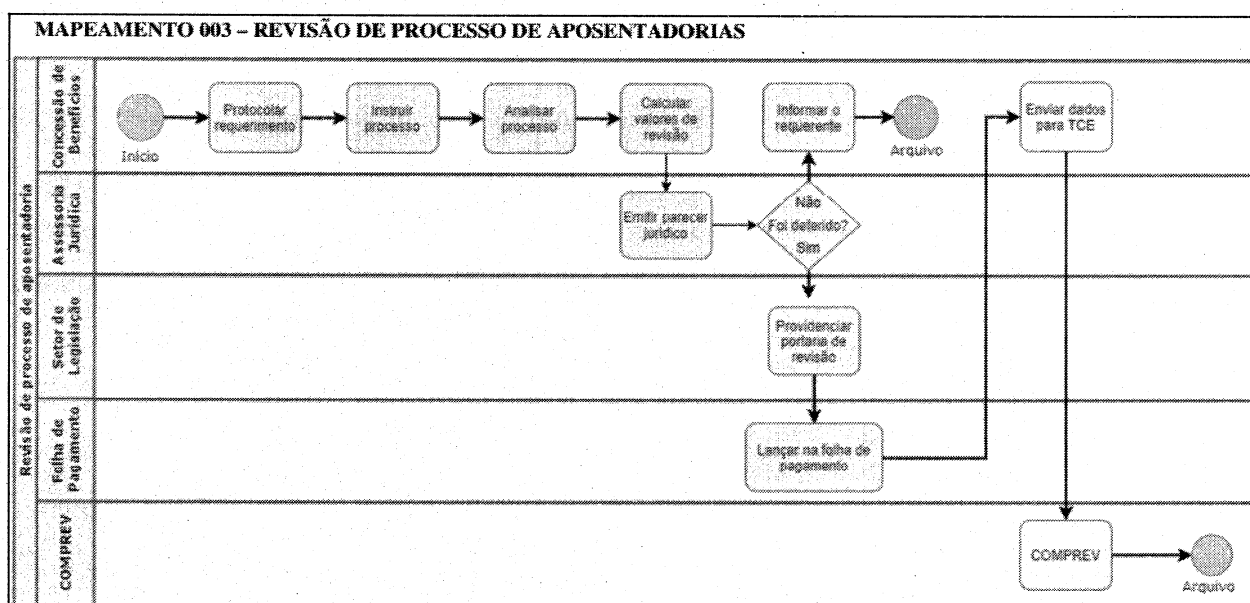 MAPEAMENTO 003 – REVISÃO DE PROCESSO DE APOSENTADORIAS
Revisão de processo de aposentadoria
Concessão de
Benefícios
Início
Protocolar
requerimento
Instruir
processo
Analisar
processo
Calcular
valores de
revisão
Informar o
requerente
Arquivo
Enviar dados
para TCE
Assessoria
Jurídica
Emitir parecer
jurídico
Não
Foi deferido?
Sim
Setor de
Legislação
Providenciar
portaria de
revisão
Folha de
Pagamento
Lançar na folha de
pagamento
COMPREV
COMPREV
Arquivo